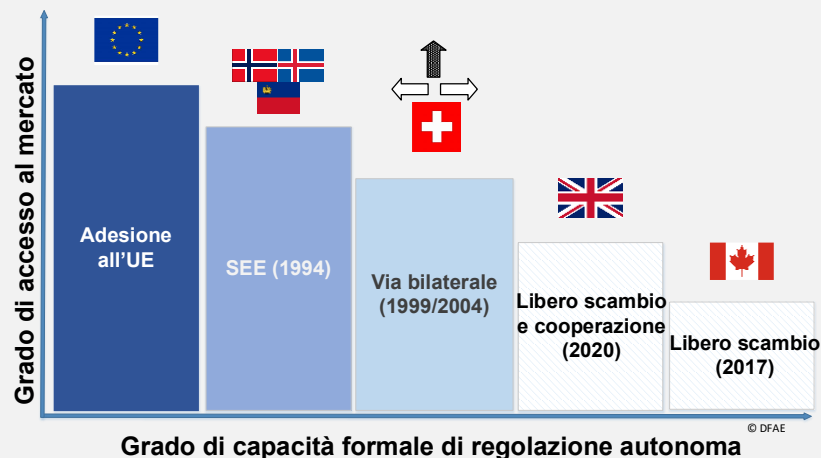 Grado di accesso al mercato
Adesione
all'UE
SEE (1994)
Via bilaterale
(1999/2004)
Libero scambio
e cooperazione
(2020)
Libero scambio
(2017)
© DFAE
Grado di capacità formale di regolazione autonoma